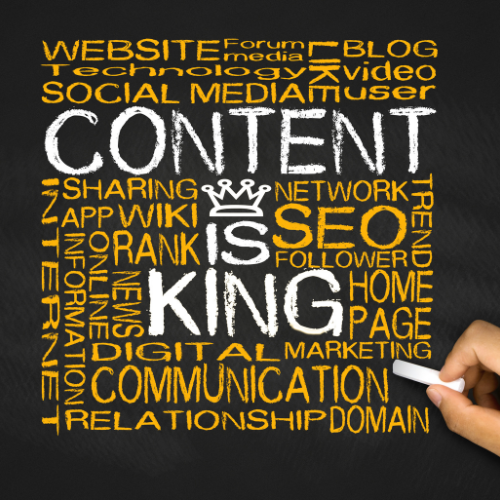 WEBSITE Forum media LIKE BLOG
Technology video
SOCIAL MEDIA user
CONTENT
INTERNET SHARING NETWORK TREND
APP WIKI SEO
IS
INFORMATION ONLINE RANK FOLLOWER
NEWS KING HOME
PAGE
DIGITAL MARKETING
COMMUNICATION
RELATIONSHIP DOMAIN